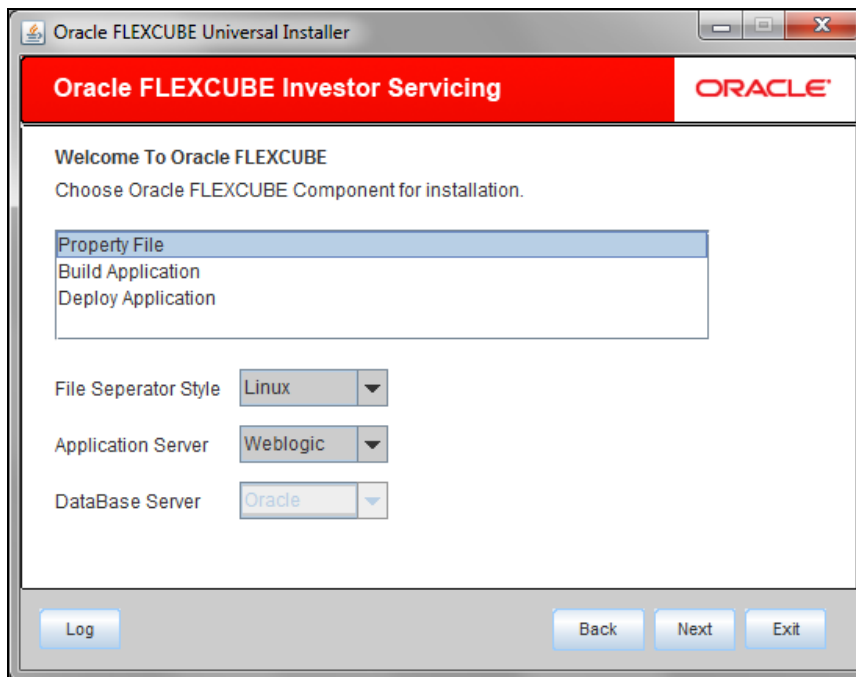 Oracle FLEXCUBE Universal Installer
Oracle FLEXCUBE Investor Servicing
ORACLE
Welcome To Oracle FLEXCUBE
Choose Oracle FLEXCUBE Component for installation.
Property File
Build Application
Deploy Application
File Seperator Style Linux
Application Server Weblogic
DataBase Server Oracle
Log Back Next Exit